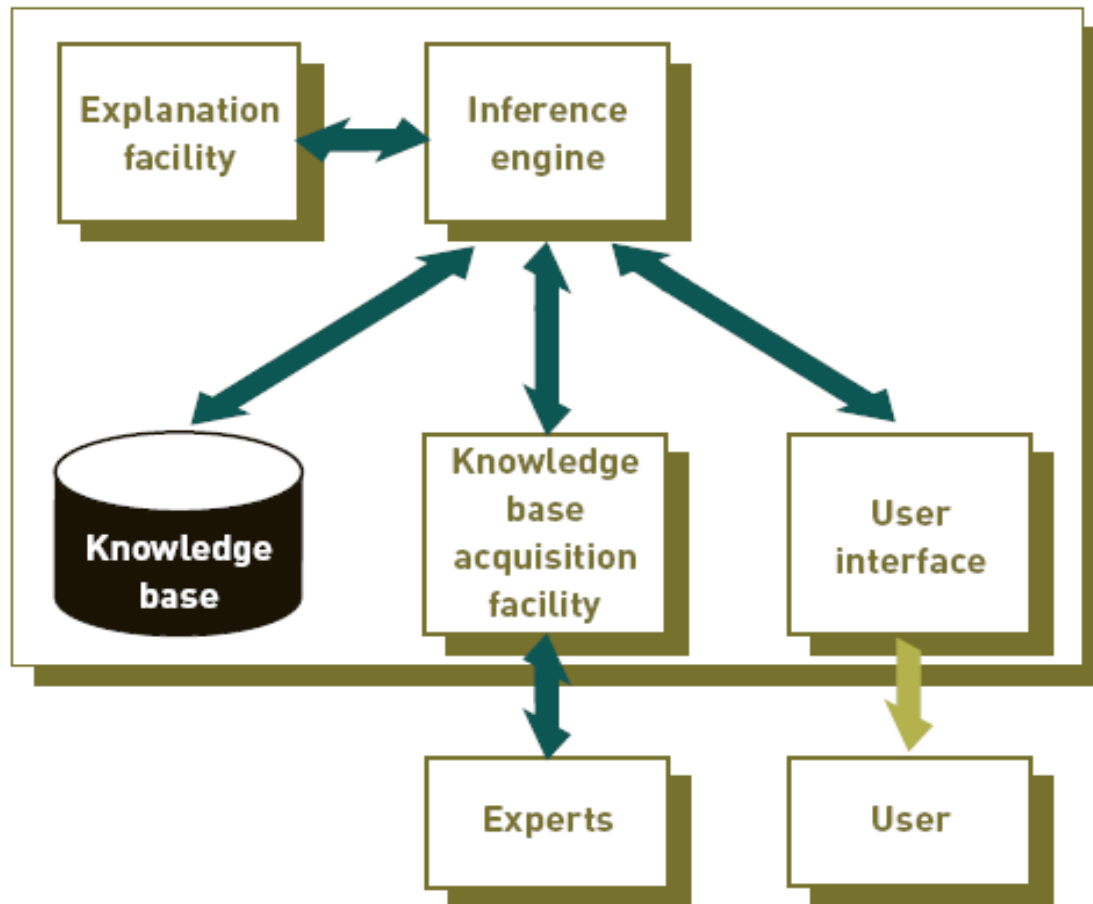 Explanation
facility
Inference
engine
Knowledge
base
Knowledge
base
acquisition
facility
User
interface
Experts
User